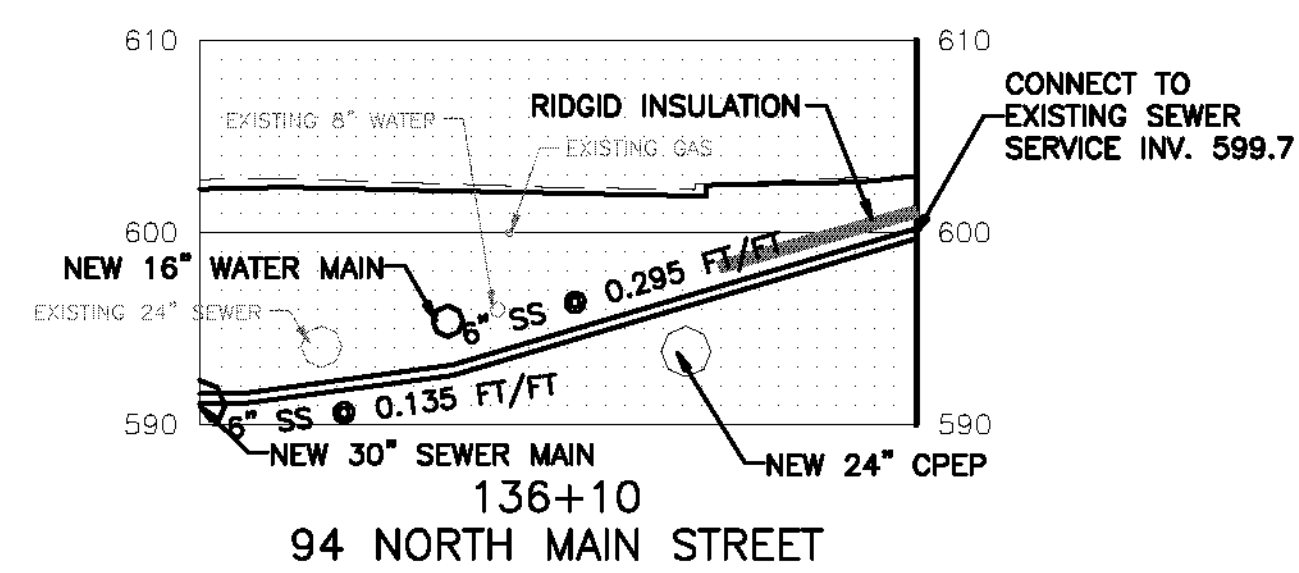 610
610
CONNECT TO
EXISTING SEWER
SERVICE INV. 599.7
RIDGID INSULATION
EXISTING 8" WATER
EXISTING GAS
600
600
NEW 16" WATER MAIN
EXISTING 24" SEWER
6" SS @ 0.295 FT/FT
6" SS @ 0.135 FT/FT
590
590
NEW 30" SEWER MAIN
NEW 24" CPEP
136+10
94 NORTH MAIN STREET